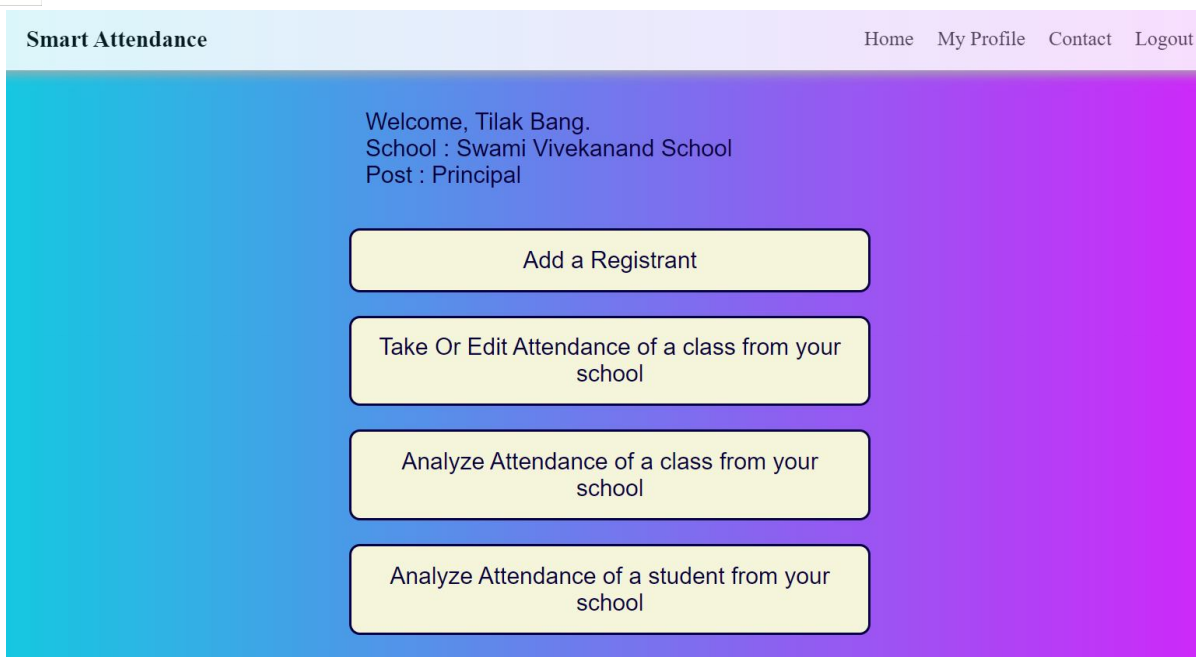 Smart Attendance
Home My Profile Contact Logout
Welcome, Tilak Bang.
School : Swami Vivekanand School
Post : Principal
Add a Registrant
Take Or Edit Attendance of a class from your
school
Analyze Attendance of a class from your
school
Analyze Attendance of a student from your
school